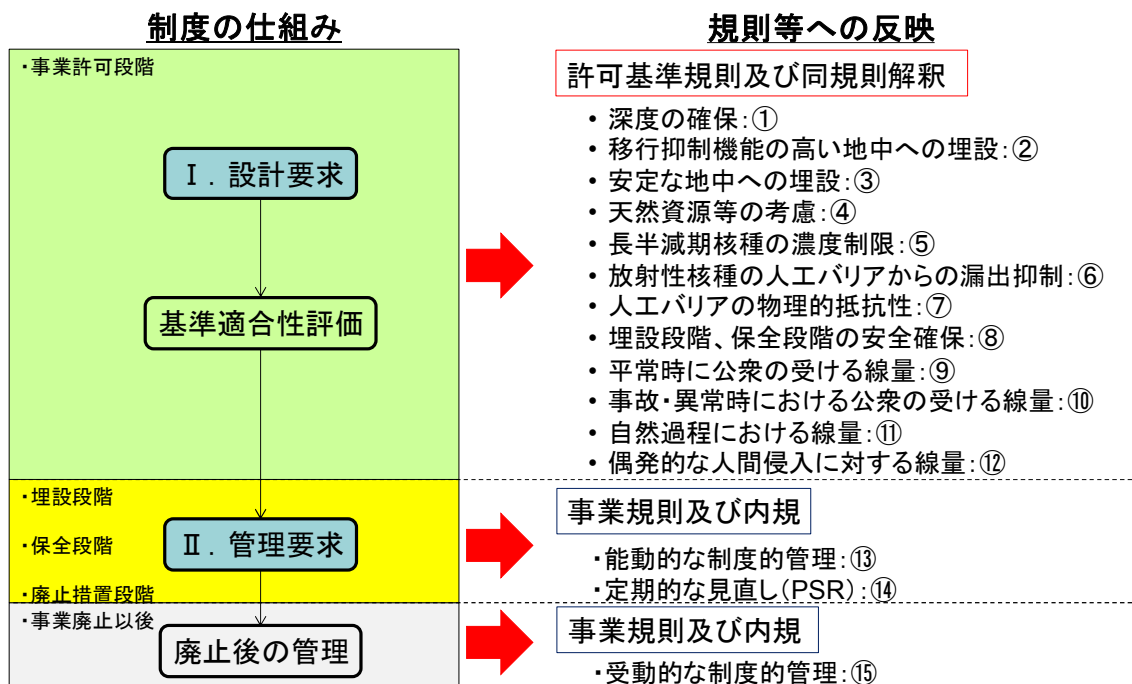 制度の仕組み
・事業許可段階
Ⅰ．設計要求
基準適合性評価
・埋設段階
・保全段階
Ⅱ．管理要求
・廃止措置段階
・事業廃止以後
廃止後の管理
規則等への反映
許可基準規則及び同規則解釈
• 深度の確保：①
• 移行抑制機能の高い地中への埋設：②
• 安定な地中への埋設：③
• 天然資源等の考慮：④
• 長半減期核種の濃度制限：⑤
• 放射性核種の人工バリアからの漏出抑制：⑥
• 人工バリアの物理的抵抗性：⑦
• 埋設段階、保全段階の安全確保：⑧
• 平常時に公衆の受ける線量：⑨
• 事故・異常時における公衆の受ける線量：⑩
• 自然過程における線量：⑪
• 偶発的な人間侵入に対する線量：⑫
事業規則及び内規
・能動的な制度的管理：⑬
・定期的な見直し（PSR）：⑭
事業規則及び内規
・受動的な制度的管理：⑮